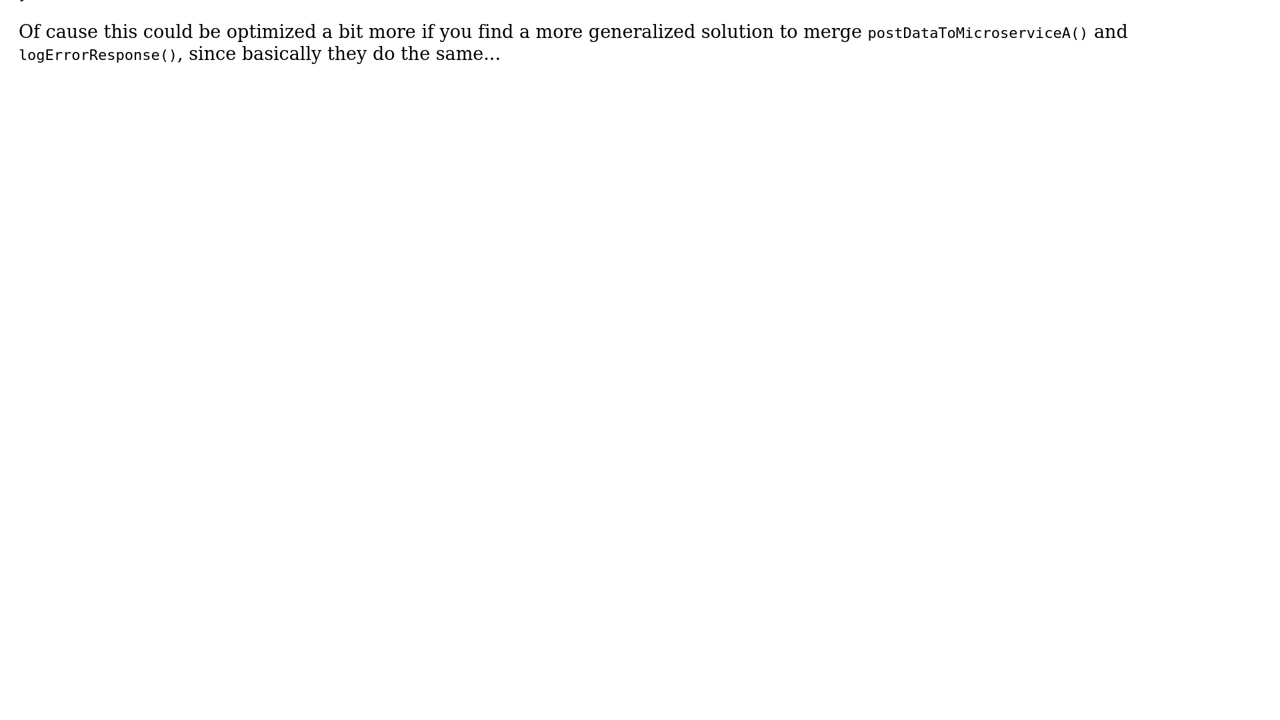 Of cause this could be optimized a bit more if you find a more generalized solution to merge postDataToMicroserviceA() and
logErrorResponse(), since basically they do the same...